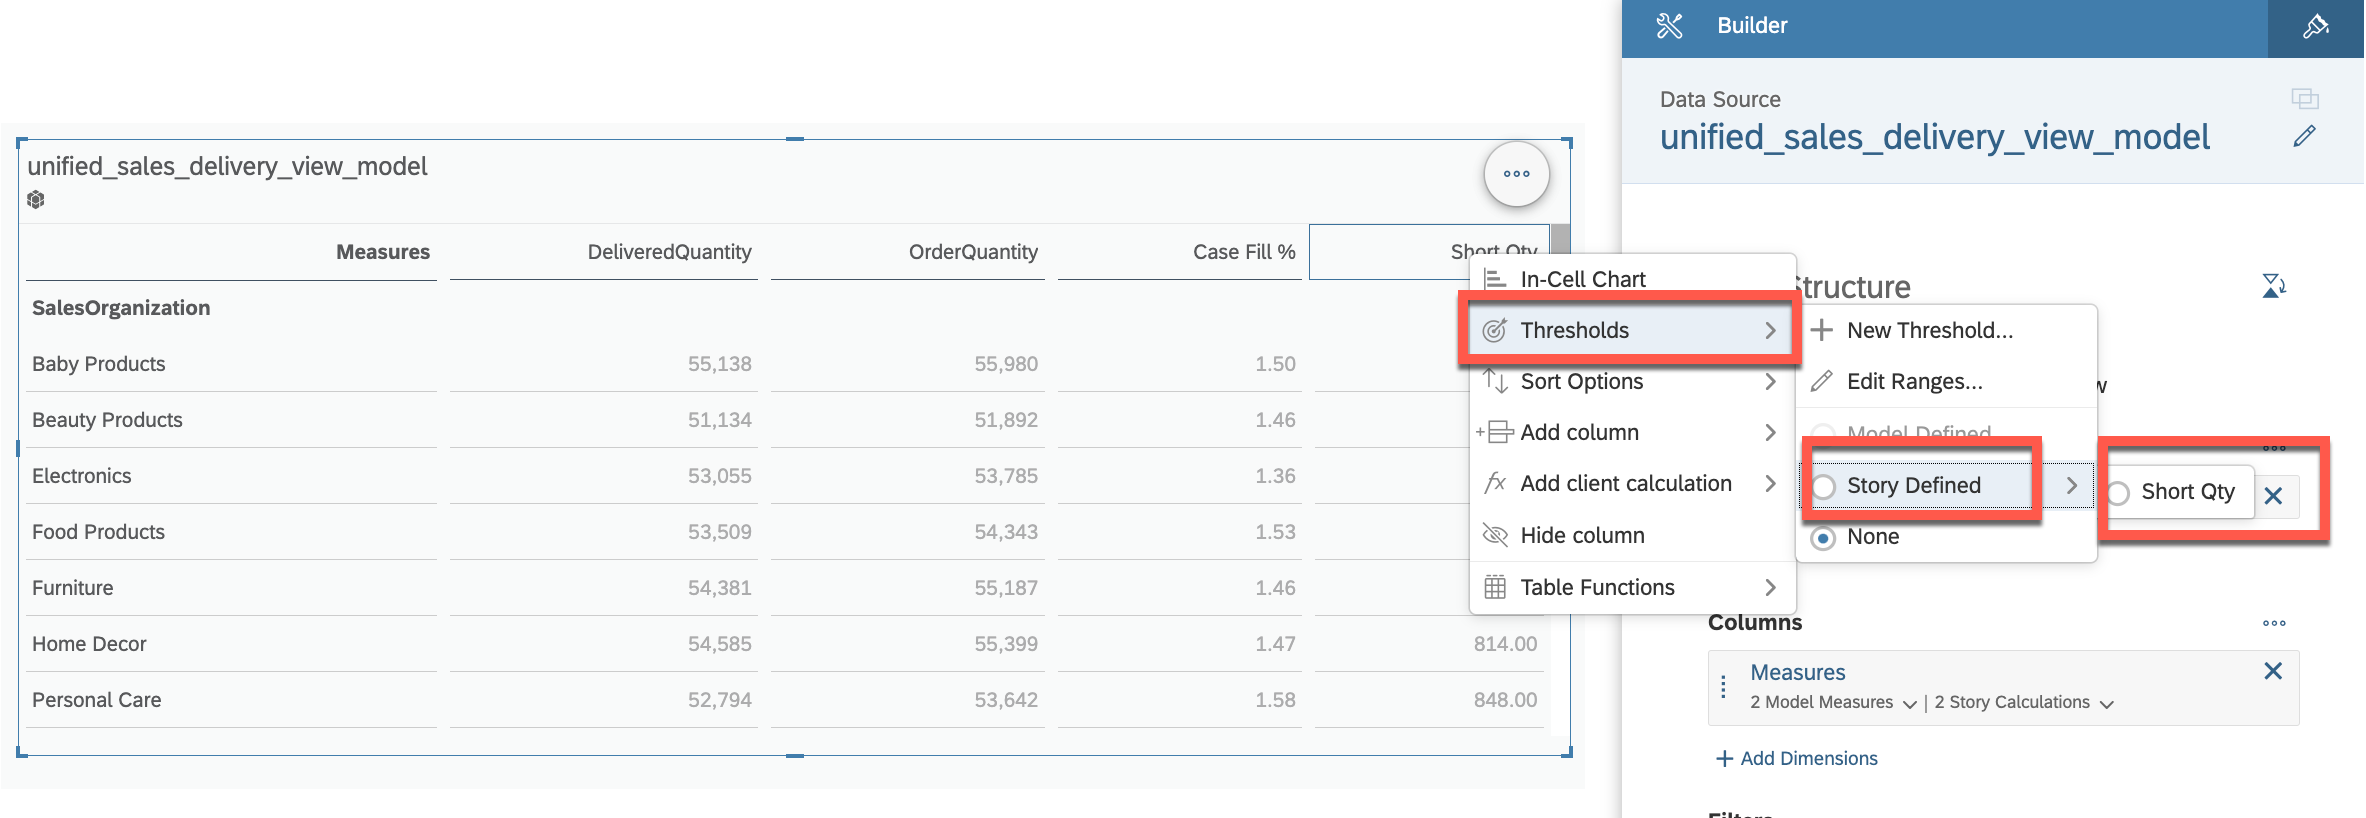 unified_sales_delivery_view_model
Measures DeliveredQuantity OrderQuantity Case Fill % Short Qty
SalesOrganization
Baby Products 55,138 55,980 1.50
Beauty Products 51,134 51,892 1.46
Electronics 53,055 53,785 1.36
Food Products 53,509 54,343 1.53
Furniture 54,381 55,187 1.46
Home Decor 54,585 55,399 1.47 814.00
Personal Care 52,794 53,642 1.58 848.00
In-Cell Chart
Thresholds
Sort Options
Add column
Add client calculation
Hide column
Table Functions
New Threshold...
Edit Ranges...
Model Defined
Story Defined
None
Short Qty
Builder
Data Source
unified_sales_delivery_view_model
Structure
w
Columns
Measures
2 Model Measures | 2 Story Calculations
+ Add Dimensions
Filters